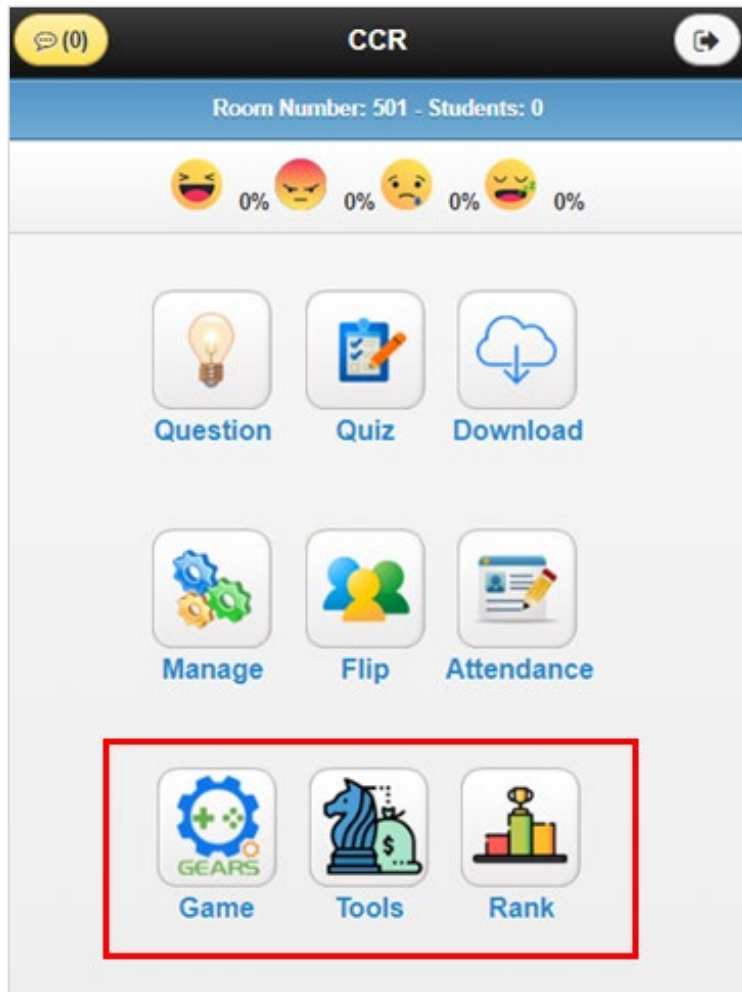 (0) CCR
Room Number: 501 - Students: 0
0% 0% 0% 0%
Question Quiz Download
Manage Flip Attendance
GEARS $
Game Tools Rank